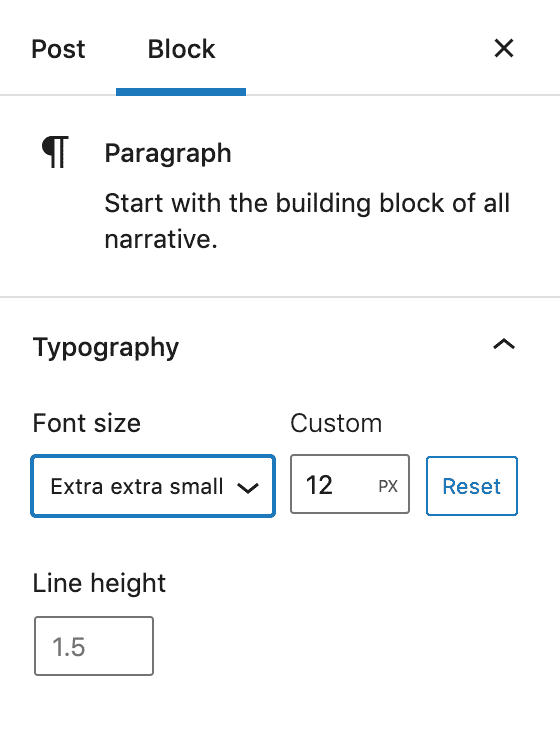 Post Block
Paragraph
Start with the building block of all
narrative.
Typography
Font size Custom
Extra extra small 12 PX Reset
Line height
1.5